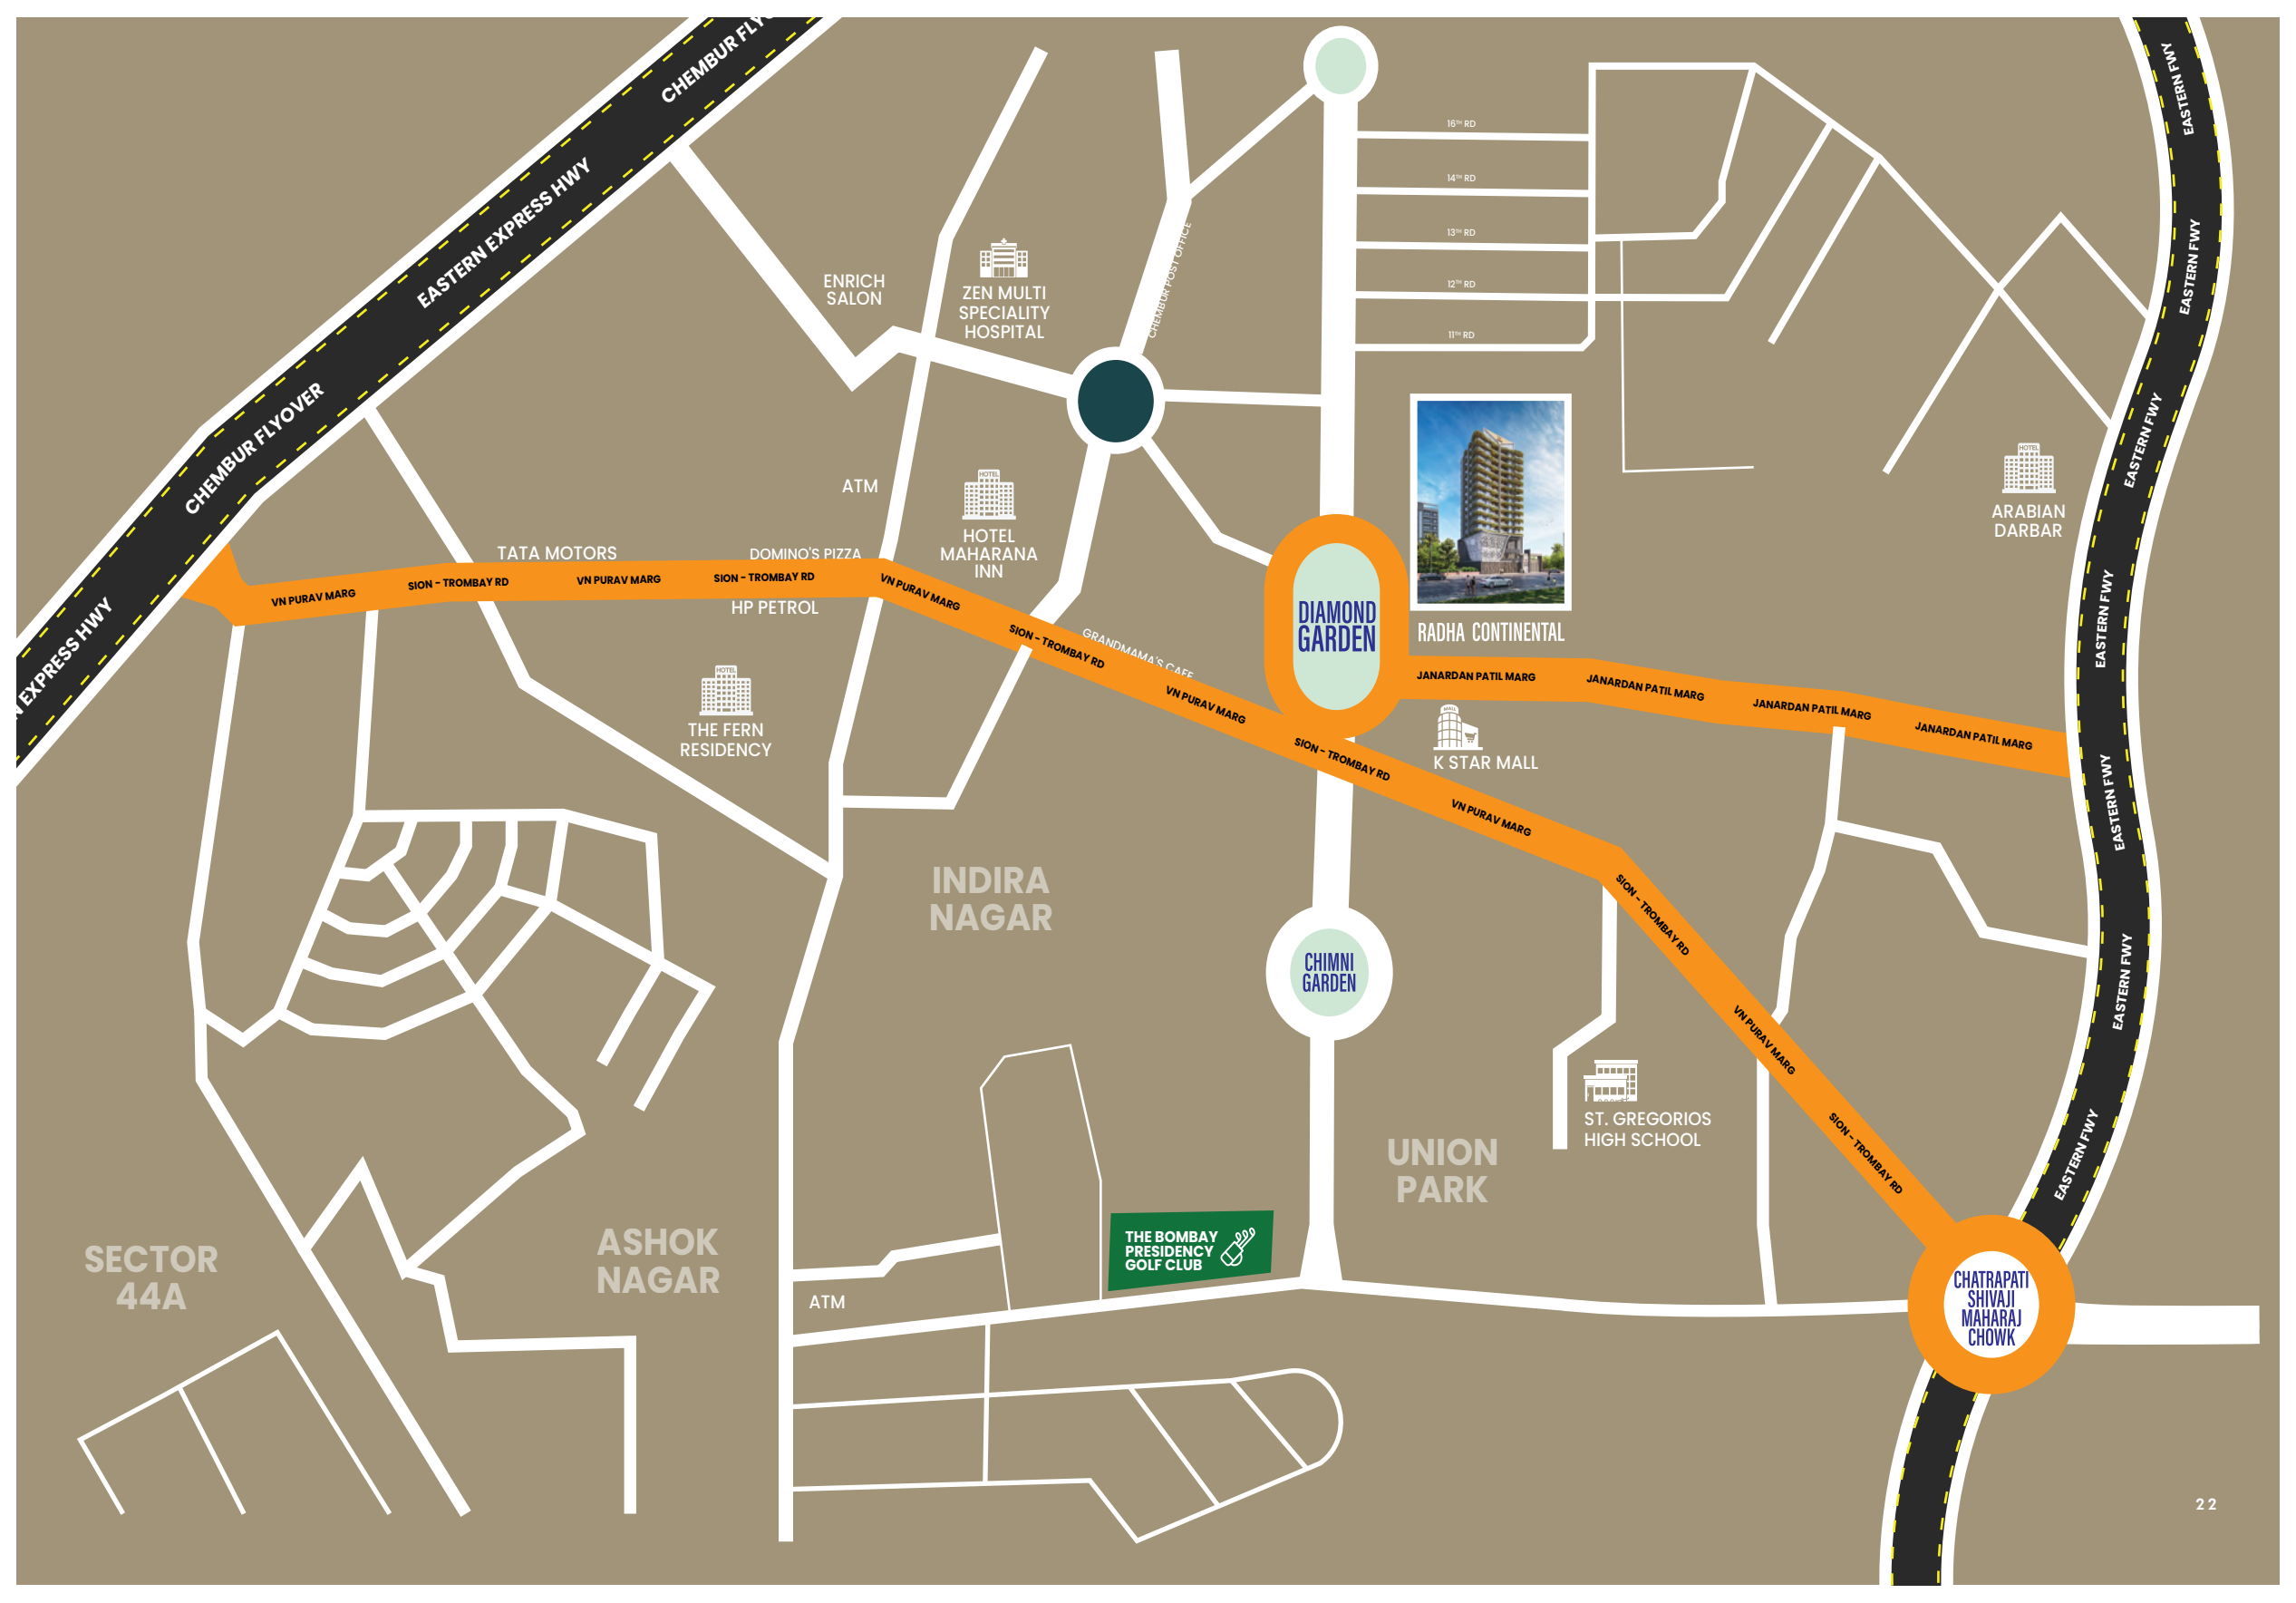 CHEMBUR FLYO
EASTERN EXPRESS HWY
CHEMBUR FLYOVER
N EXPRESS HWY
EASTERN FWY
EASTERN FWY
EASTERN FWY
EASTERN FWY
EASTERN FWY
EASTERN FWY
EASTERN FWY
16TH RD
14TH RD
13TH RD
12TH RD
11TH RD
ENRICH
SALON
ZEN MULTI
SPECIALITY
HOSPITAL
CHEMBUR POST OFFICE
ATM
HOTEL
HOTEL
MAHARANA
INN
HOTEL
ARABIAN
DARBAR
TATA MOTORS
DOMINO'S PIZZA
HP PETROL
VN PURAV MARG
SION - TROMBAY RD
VN PURAV MARG
SION - TROMBAY RD
VN PURAV MARG
SION - TROMBAY RD
GRANDMAMA'S CAFE
VN PURAV MARG
SION - TROMBAY RD
VN PURAV MARG
SION - TROMBAY RD
VN PURAV MARG
SION - TROMBAY RD
DIAMOND
GARDEN
RADHA CONTINENTAL
JANARDAN PATIL MARG
JANARDAN PATIL MARG
JANARDAN PATIL MARG
JANARDAN PATIL MARG
HOTEL
THE FERN
RESIDENCY
MALL
K STAR MALL
INDIRA
NAGAR
CHIMNI
GARDEN
ST. GREGORIOS
HIGH SCHOOL
UNION
PARK
THE BOMBAY
PRESIDENCY
GOLF CLUB
ASHOK
NAGAR
SECTOR
44A
ATM
CHATRAPATI
SHIVAJI
MAHARAJ
CHOWK
22